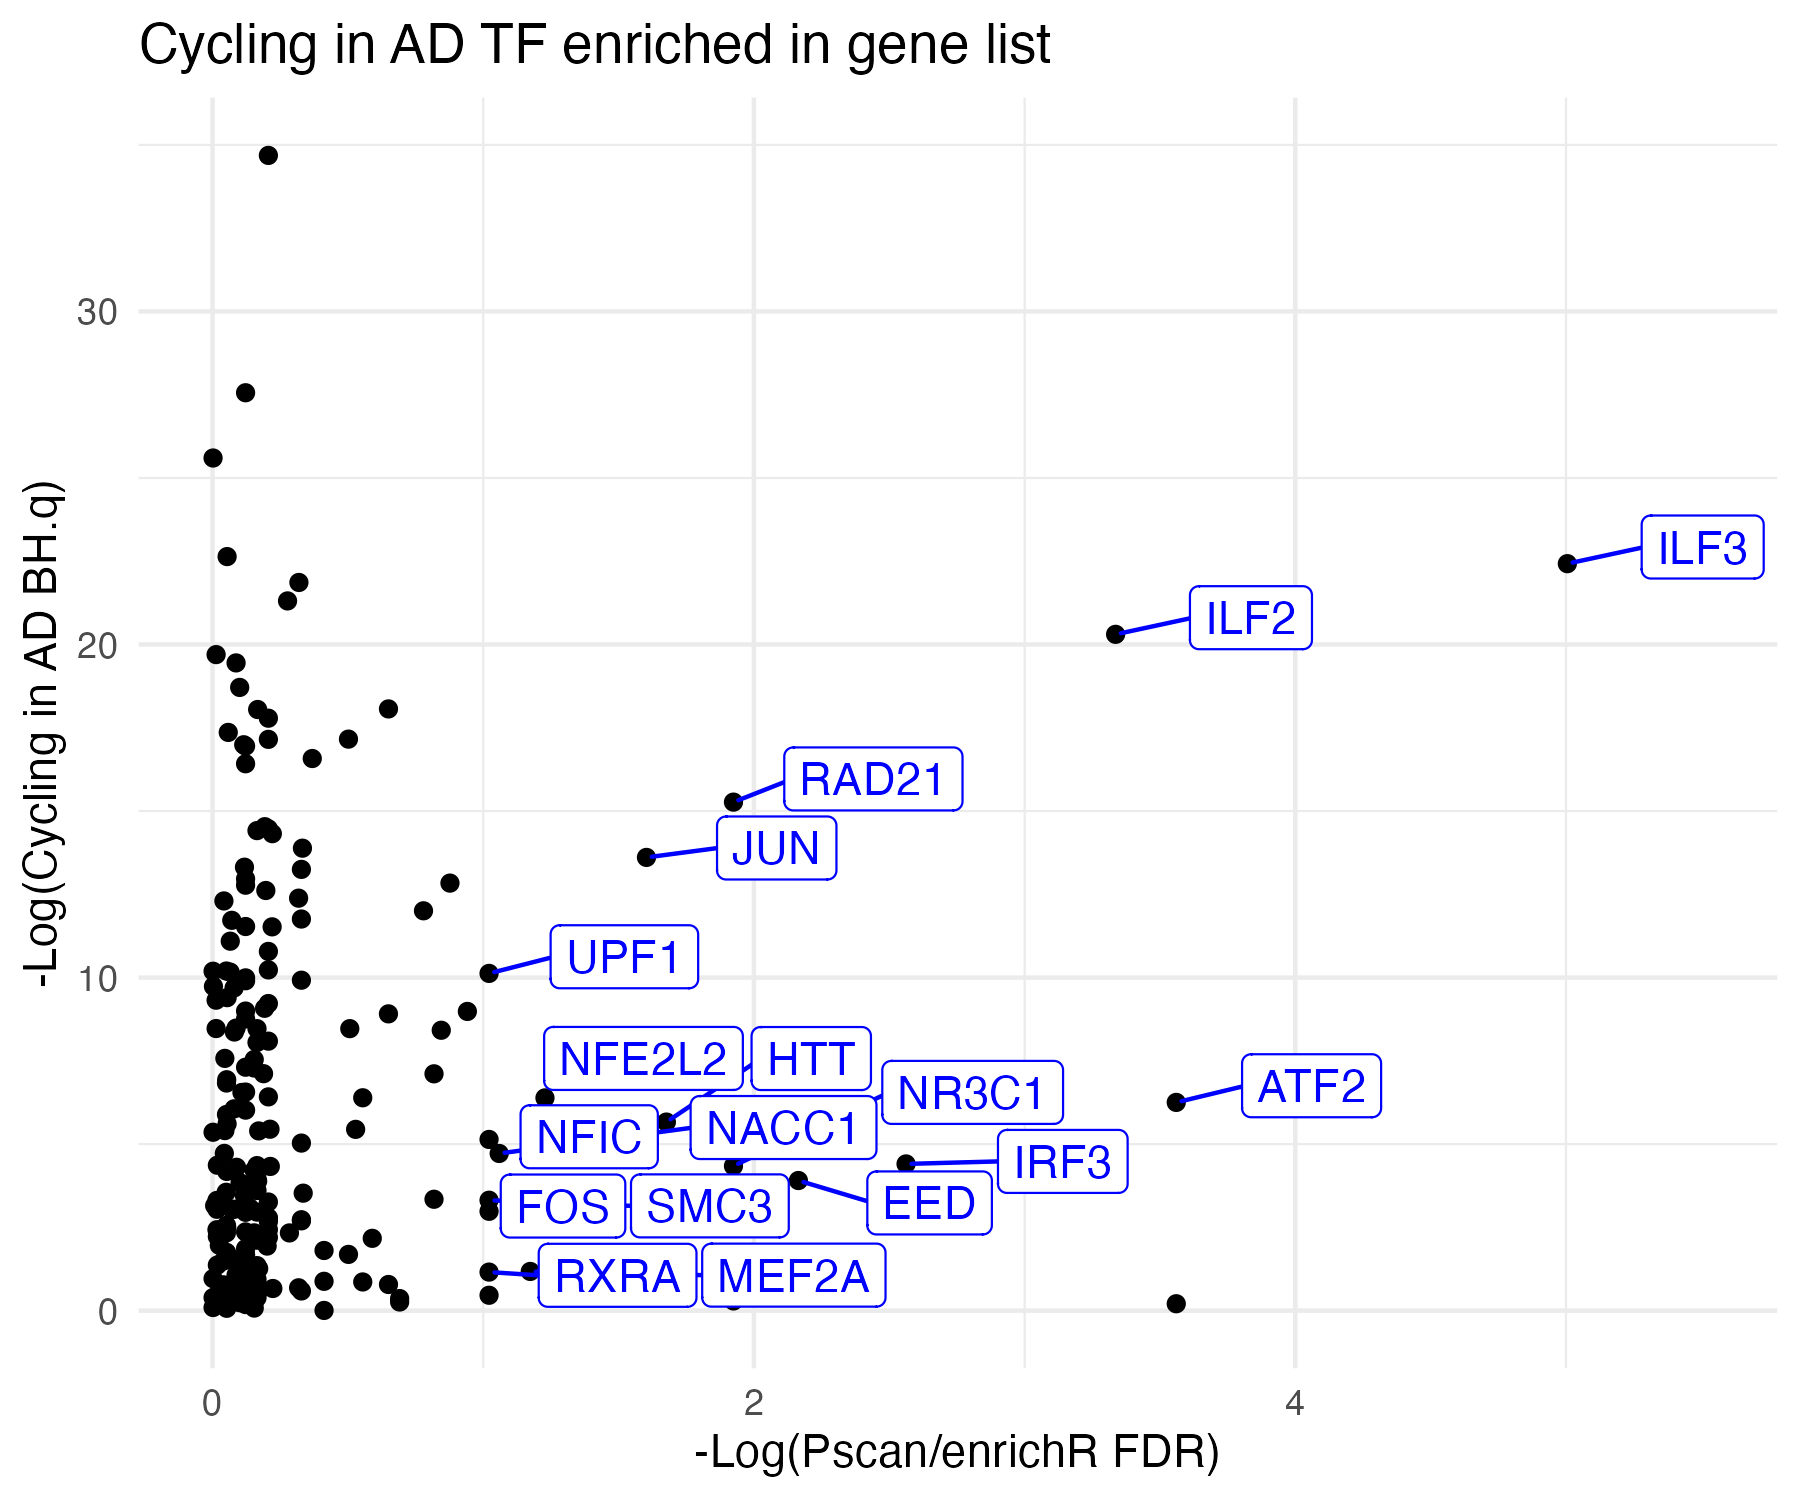 Cycling in AD TF enriched in gene list
-Log(Cycling in AD BH.q)
30
20
10
0
ILF3
ILF2
RAD21
JUN
UPF1
NFE2L2
HTT
NR3C1
ATF2
NFIC
NACC1
IRF3
FOS
SMC3
EED
RXRA
MEF2A
0
2
4
-Log(Pscan/enrichR FDR)